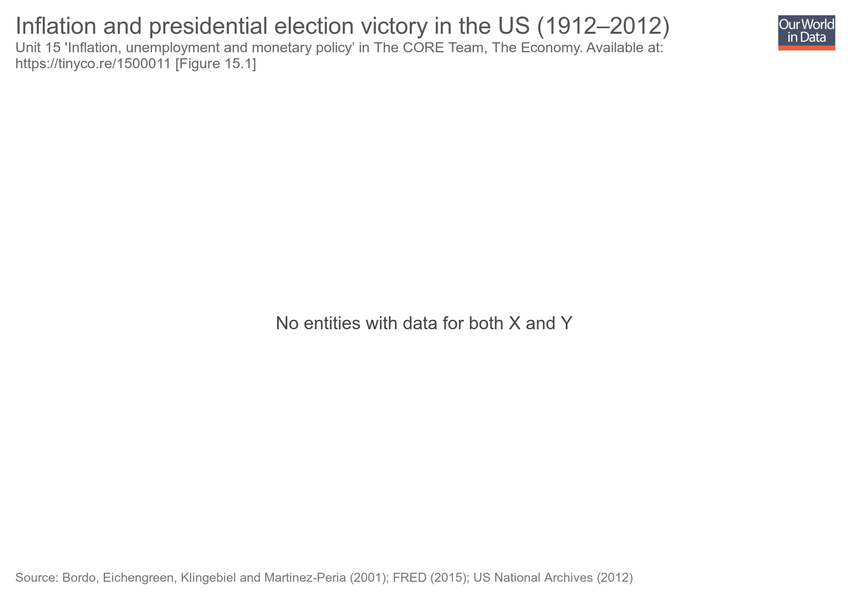 Inflation and presidential election victory in the US (1912–2012)
Our World
in Data
Unit 15 'Inflation, unemployment and monetary policy’ in The CORE Team, The Economy. Available at:
https://tinyco.re/1500011 [Figure 15.1]
No entities with data for both X and Y
Source: Bordo, Eichengreen, Klingebiel and Martinez-Peria (2001); FRED (2015); US National Archives (2012)